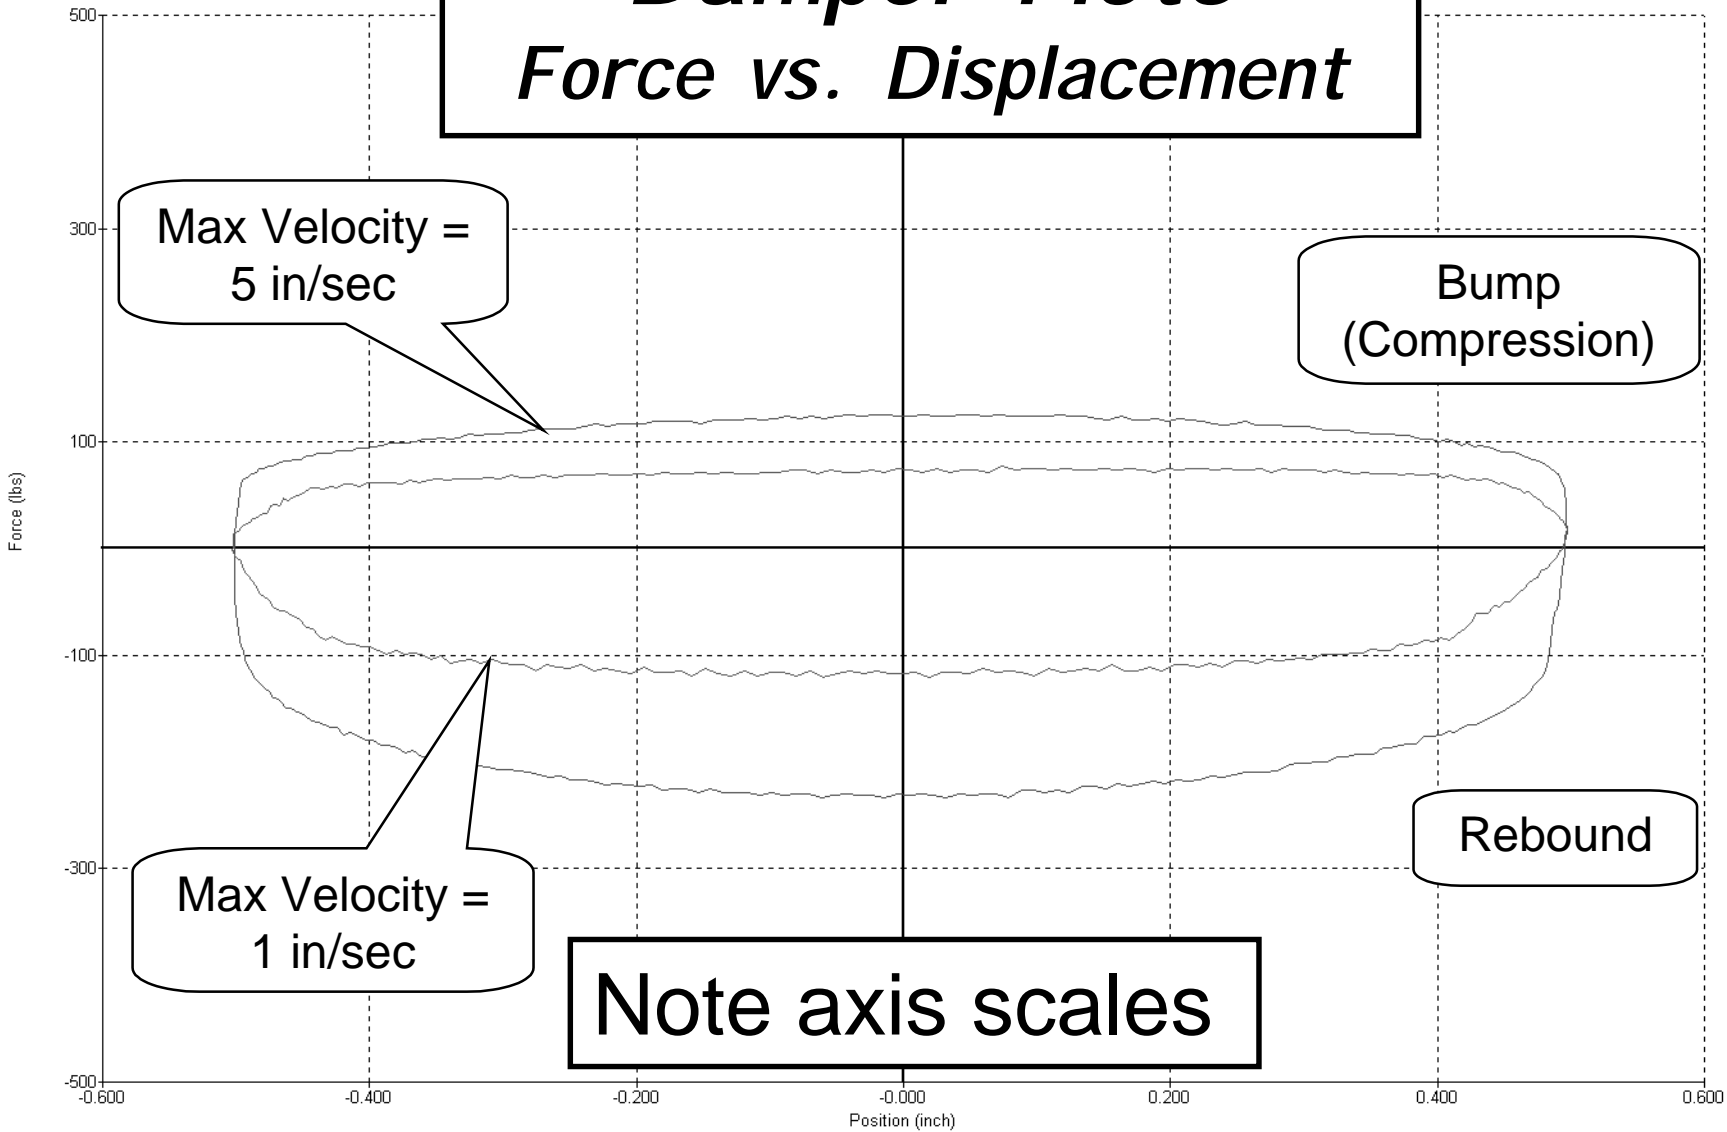 Force vs. Displacement
500
300
100
-100
-300
-500
Force (lbs)
Max Velocity =
5 in/sec
Bump
(Compression)
Max Velocity =
1 in/sec
Rebound
Note axis scales
-0.600
-0.400
-0.200
-0.000
0.200
0.400
0.600
Position (inch)